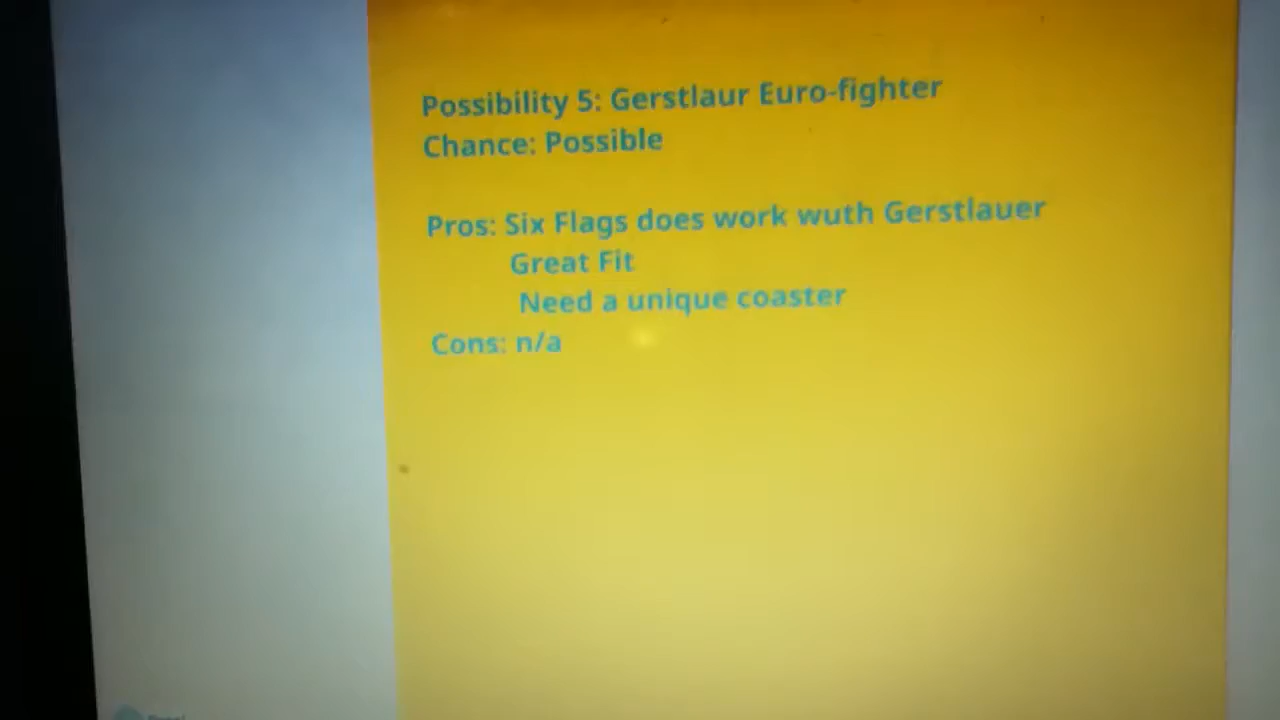 Possibility 5: Gerstlaur Euro-fighter
Chance: Possible
Pros: Six Flags does work wuth Gerstlauer
Great Fit
Need a unique coaster
Cons: n/a